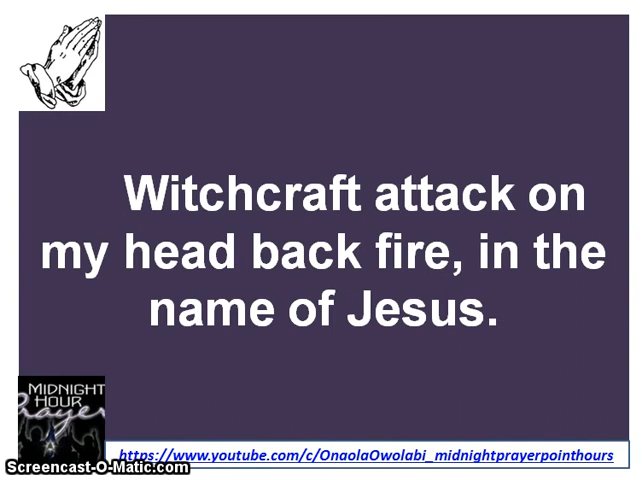 Witchcraft attack on
my head back fire, in the
name of Jesus.
MIDNIGHT
HOUR
Prayer
https://www.youtube.com/c/OnaolaOwolabi_midnightprayerpointhours
Screencast-O-Matic.com